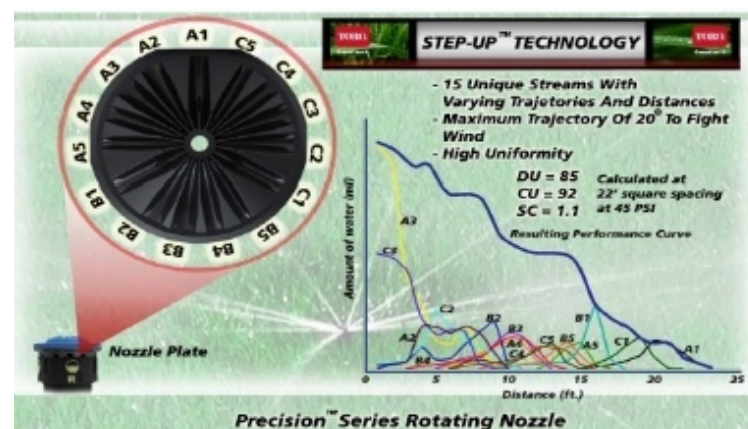 A1
C5
C4
C3
C2
C1
B5
B4
B3
B2
B1
A5
A4
A3
A2
Nozzle Plate
R
TORO
STEP-UP™ TECHNOLOGY
TORO
- 15 Unique Streams With
Varying Trajetories And Distances
- Maximum Trajectory Of 20° To Fight
Wind
- High Uniformity
DU = 85
CU = 92
SC = 1.1
Calculated at
22' square spacing
at 45 PSI
Resulting Performance Curve
Amount of water (ml)
A3
C3
C2
A2
B4
B2
B3
A4
C4
C5
B5
B1
A5
C1
A1
0 5 10 15 20 25
Distance (ft.)
Precision™ Series Rotating Nozzle